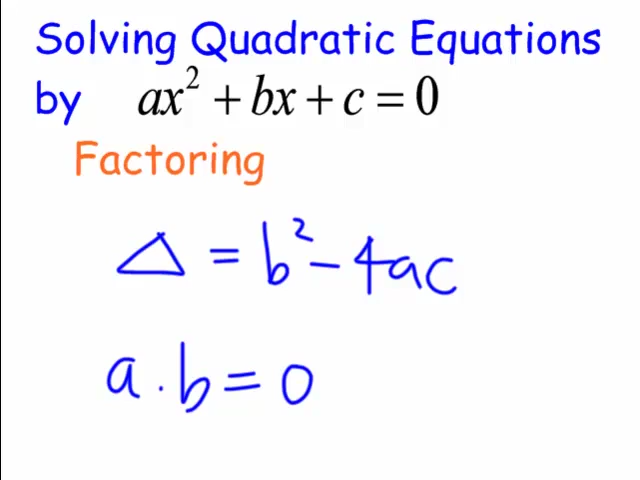 Solving Quadratic Equations
by ax² + bx + c = 0
Factoring
△ = b² - 4ac
a . b = 0